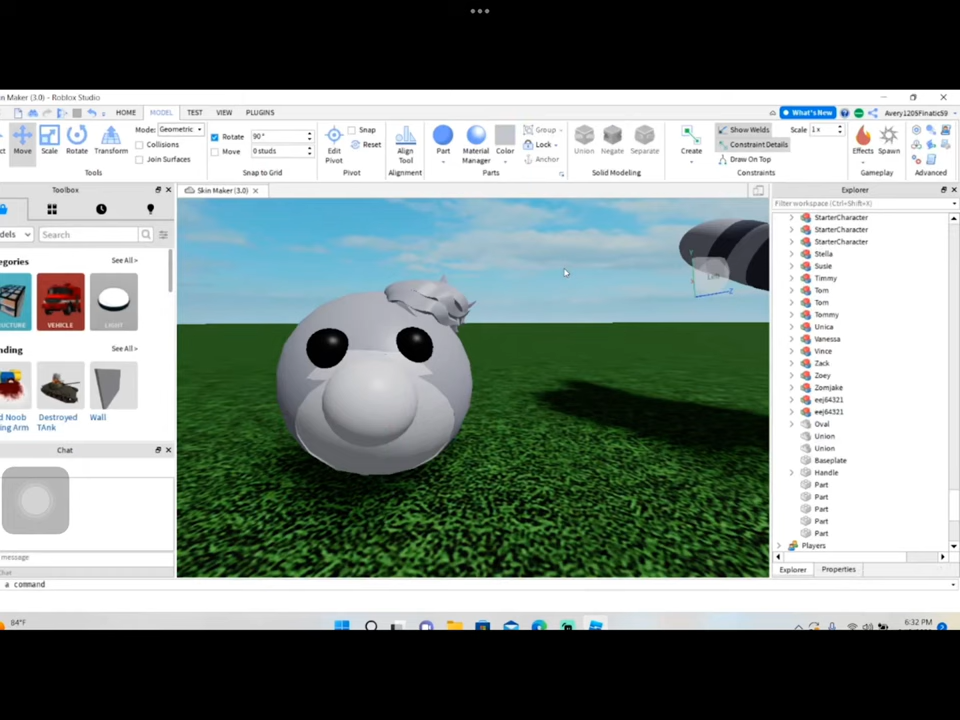 kin Maker (3.0) - Roblox Studio
HOME MODEL TEST VIEW PLUGINS
What's New
Avery1205Finatic59
Move Scale Rotate Transform
Mode: Geometric
Collisions
Join Surfaces
Tools
Rotate 90°
Move 0 studs
Snap to Grid
Edit Pivot
Snap
Reset
Pivot
Align Tool
Alignment
Part
Material Manager
Color
Group
Lock
Anchor
Parts
Union Negate Separate
Solid Modeling
Create
Show Welds
Constraint Details
Draw On Top
Scale 1x
Constraints
Effects Spawn
Gameplay
Advanced
Toolbox
Skin Maker (3.0)
Explorer
Filter workspace (Ctrl+Shift+X)
dels
Search
egories See All >
UCTURE VEHICLE LIGHT
nding See All >
d Noob
ng Arm
Destroyed
TAnk
Wall
Chat
message
Chat
StarterCharacter
StarterCharacter
StarterCharacter
Stella
Susie
Timmy
Tom
Tom
Tommy
Unica
Vanessa
Vince
Zack
Zoey
Zomjake
eej64321
eej64321
Oval
Union
Union
Baseplate
Handle
Part
Part
Part
Part
Part
Players
Explorer Properties
a command
84°F
6:32 PM